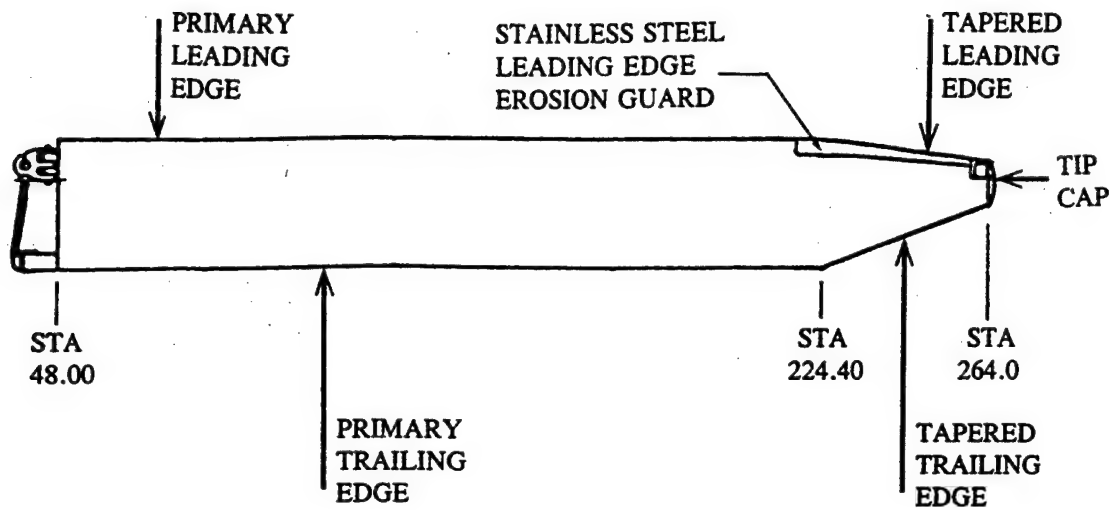 PRIMARY
LEADING
EDGE
STAINLESS STEEL
LEADING EDGE
EROSION GUARD
TAPERED
LEADING
EDGE
TIP
CAP
STA
48.00
STA
224.40
STA
264.0
PRIMARY
TRAILING
EDGE
TAPERED
TRAILING
EDGE